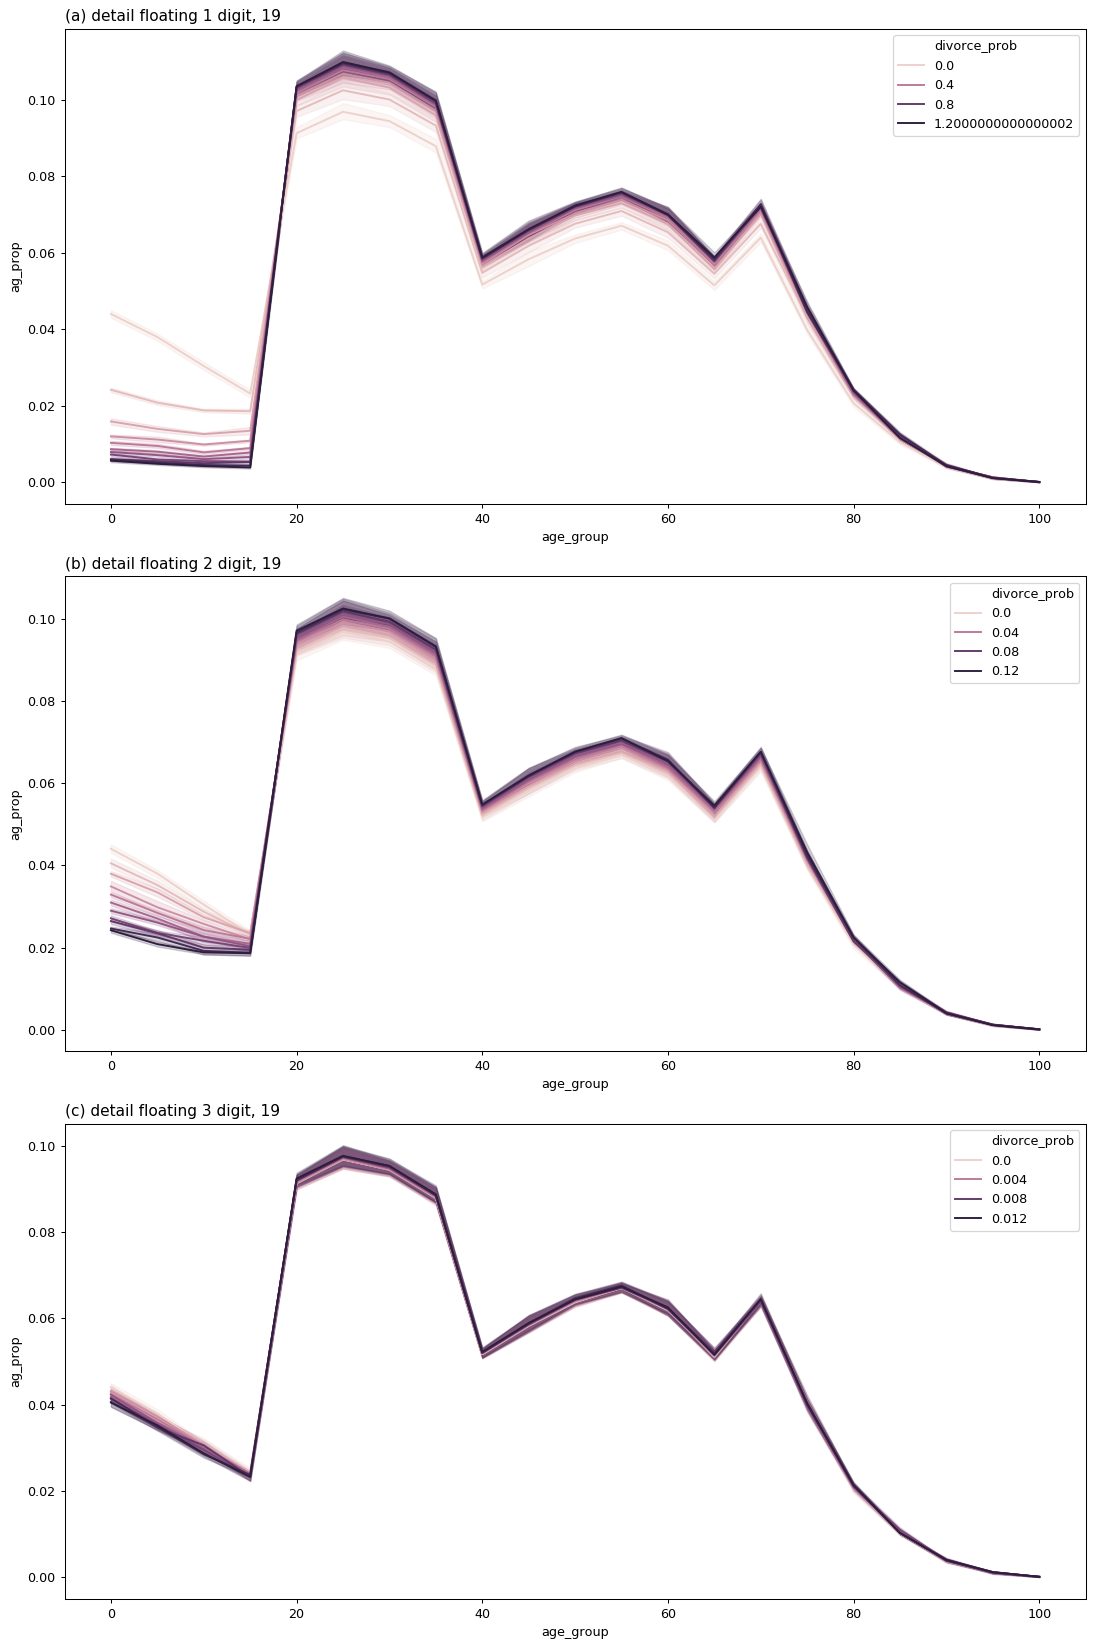 (a) detail floating 1 digit, 19
divorce_prob
0.0
0.4
0.8
1.2000000000000002
ag_prop
0.10
0.08
0.06
0.04
0.02
0.00
0 20 40 60 80 100
age_group
(b) detail floating 2 digit, 19
divorce_prob
0.0
0.04
0.08
0.12
ag_prop
0.10
0.08
0.06
0.04
0.02
0.00
0 20 40 60 80 100
age_group
(c) detail floating 3 digit, 19
divorce_prob
0.0
0.004
0.008
0.012
ag_prop
0.10
0.08
0.06
0.04
0.02
0.00
0 20 40 60 80 100
age_group